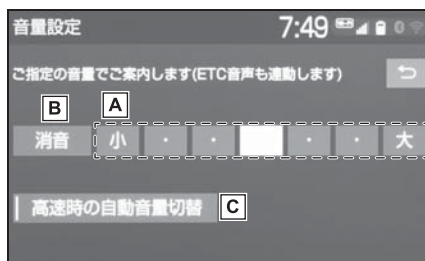 音量設定 7:49
ご指定の音量でご案内します(ETC音声も連動します)
B A
消音 小 ・ ・ ・ ・ 大
高速時の自動音量切替 C